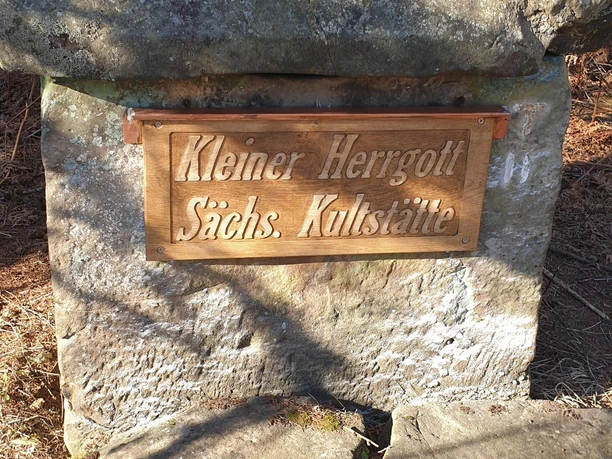 Kleiner Herrgott
Sächs. Kultstätte